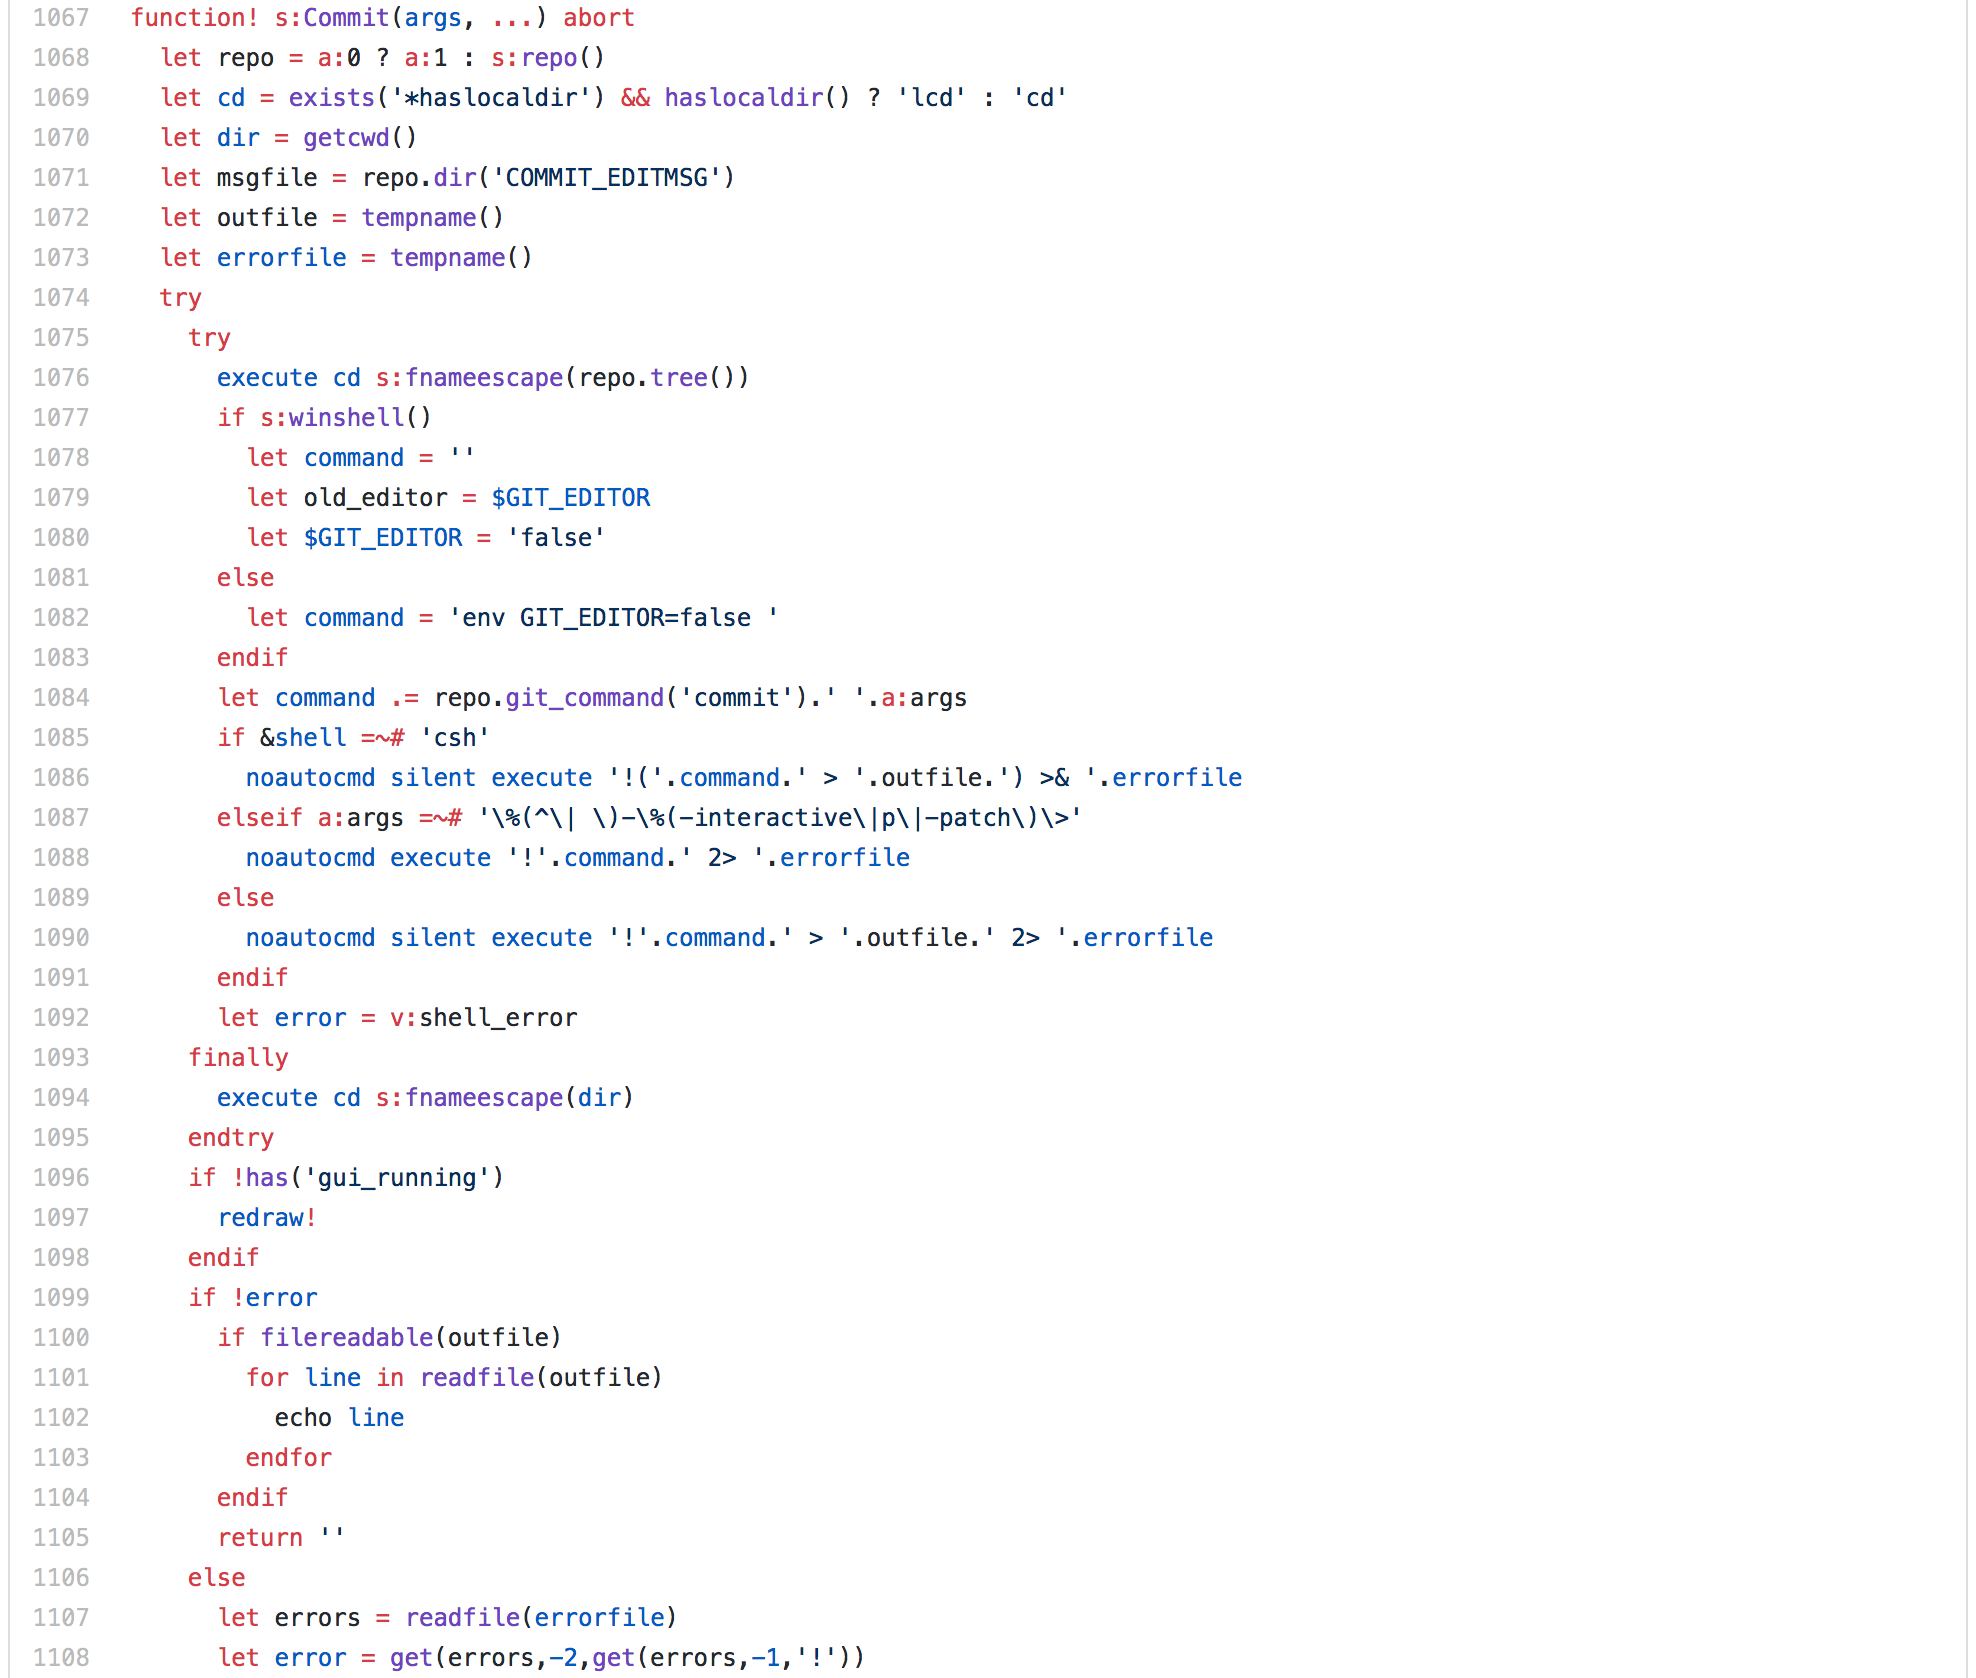 1067 function! s:Commit(args, ...) abort
1068   let repo = a:0 ? a:1 : s:repo()
1069   let cd = exists('*haslocaldir') && haslocaldir() ? 'lcd' : 'cd'
1070   let dir = getcwd()
1071   let msgfile = repo.dir('COMMIT_EDITMSG')
1072   let outfile = tempname()
1073   let errorfile = tempname()
1074   try
1075     try
1076       execute cd s:fnameescape(repo.tree())
1077       if s:winshell()
1078         let command = ''
1079         let old_editor = $GIT_EDITOR
1080         let $GIT_EDITOR = 'false'
1081       else
1082         let command = 'env GIT_EDITOR=false '
1083       endif
1084       let command .= repo.git_command('commit').' '.a:args
1085       if &shell =~# 'csh'
1086         noautocmd silent execute '!('.command.' > '.outfile.') >& '.errorfile
1087       elseif a:args =~# '\%(^\| \)-\%(-interactive\|p\|-patch\)\>'
1088         noautocmd execute '!'.command.' 2> '.errorfile
1089       else
1090         noautocmd silent execute '!'.command.' > '.outfile.' 2> '.errorfile
1091       endif
1092       let error = v:shell_error
1093     finally
1094       execute cd s:fnameescape(dir)
1095     endtry
1096     if !has('gui_running')
1097       redraw!
1098     endif
1099     if !error
1100       if filereadable(outfile)
1101         for line in readfile(outfile)
1102           echo line
1103         endfor
1104       endif
1105       return ''
1106     else
1107       let errors = readfile(errorfile)
1108       let error = get(errors,-2,get(errors,-1,'!'))